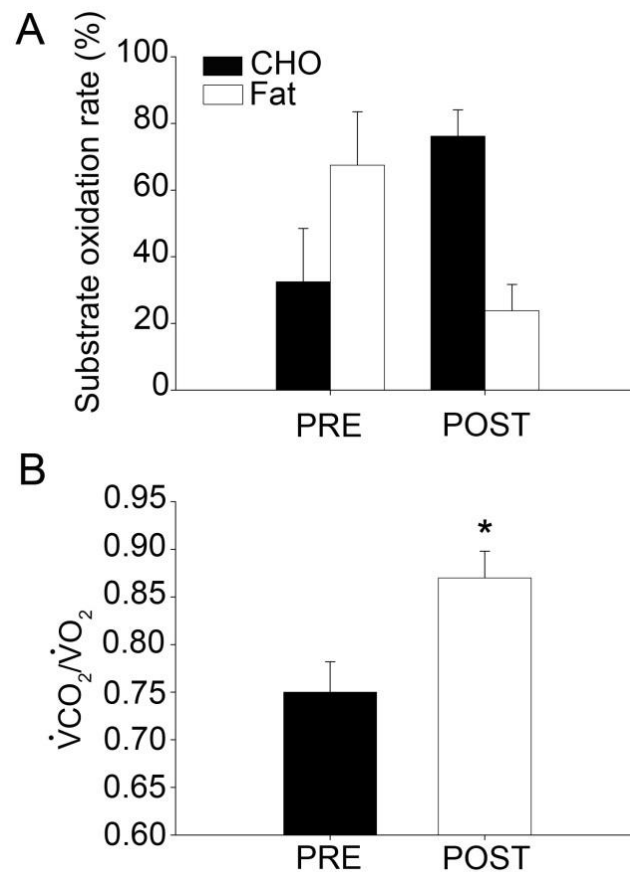 A
Substrate oxidation rate (%)
100
80
60
40
20
0
CHO
Fat
PRE POST
B
V̇CO₂/V̇O₂
0.95
0.90
0.85
0.80
0.75
0.70
0.65
0.60
*
PRE POST